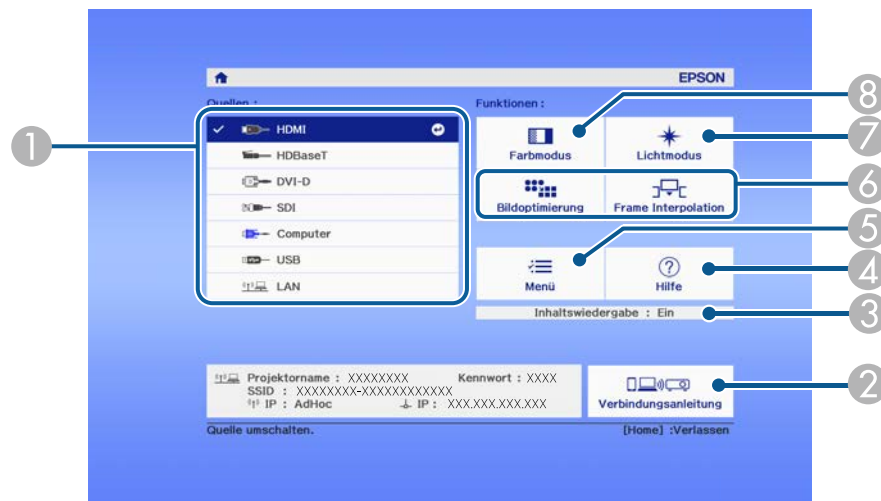 EPSON
Quellen :
Funktionen :
HDMI
HDBaseT
DVI-D
SDI
Computer
USB
LAN
Farbmodus
Lichtmodus
Bildoptimierung
Frame Interpolation
Menü
Hilfe
Inhaltswiedergabe : Ein
Projektorname : XXXXXXXX Kennwort : XXXX
SSID : XXXXXXXX-XXXXXXXXXXXX
IP : AdHoc IP : XXX.XXX.XXX.XXX
Verbindungsanleitung
Quelle umschalten.
[Home] :Verlassen
1
8
7
6
5
4
3
2